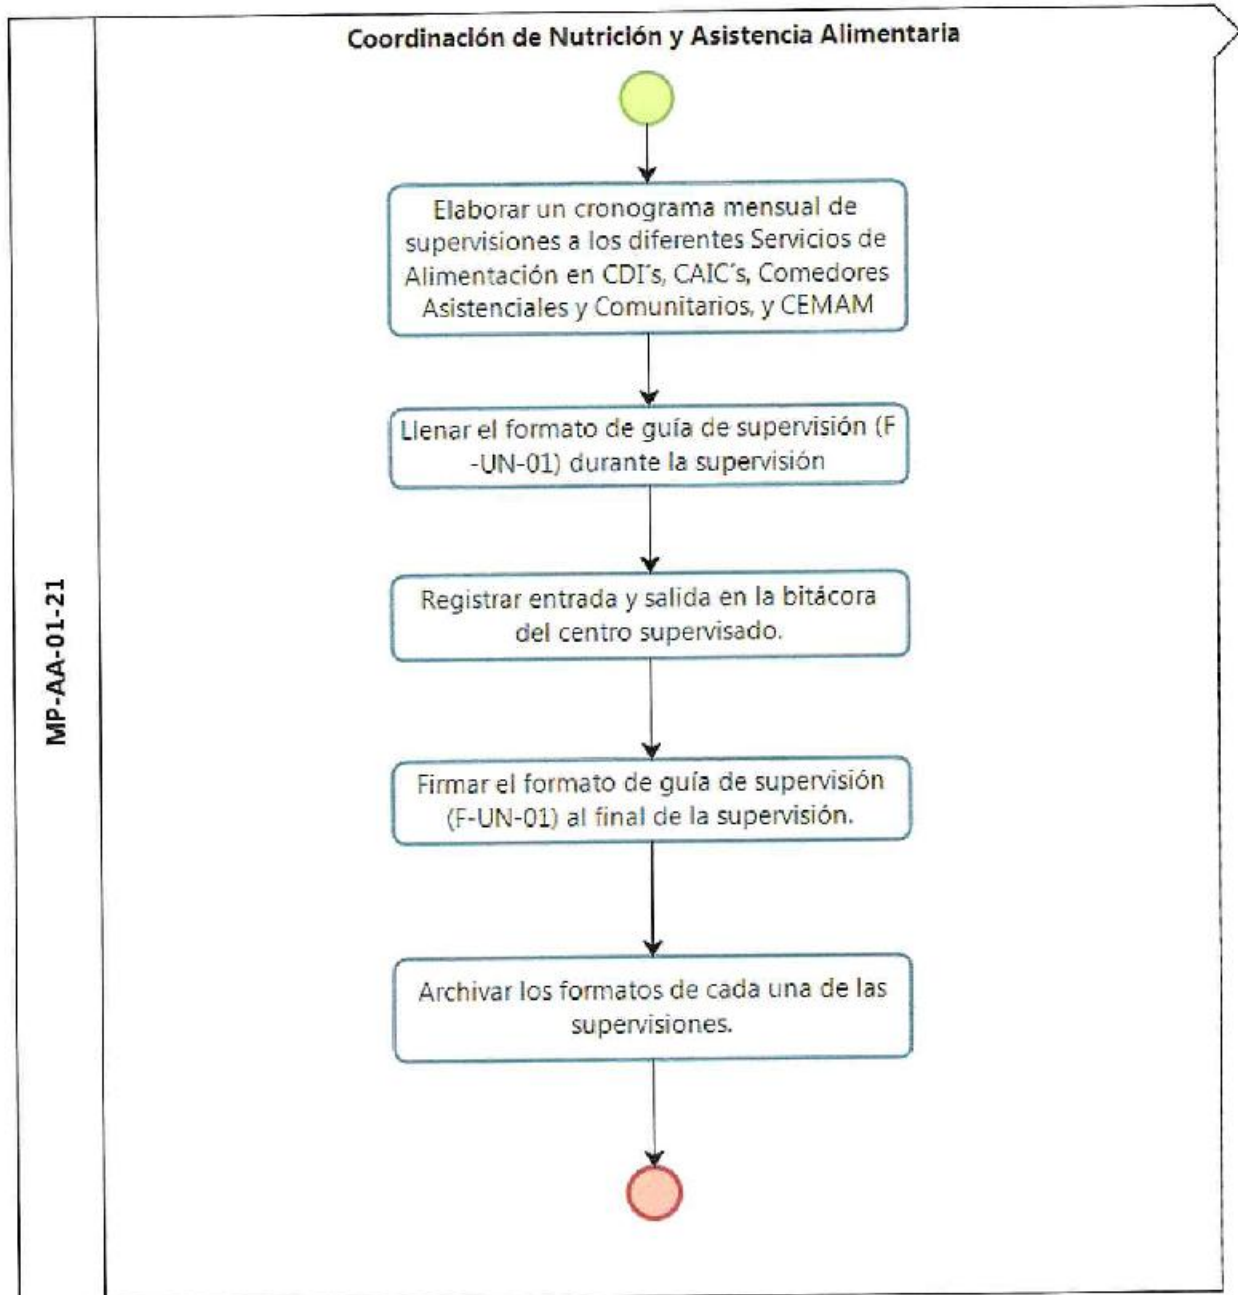 Coordinación de Nutrición y Asistencia Alimentaria
Elaborar un cronograma mensual de
supervisiones a los diferentes Servicios de
Alimentación en CDI's, CAIC's, Comedores
Asistenciales y Comunitarios, y CEMAM
Llenar el formato de guía de supervisión (F
-UN-01) durante la supervisión
Registrar entrada y salida en la bitácora
del centro supervisado.
Firmar el formato de guía de supervisión
(F-UN-01) al final de la supervisión.
Archivar los formatos de cada una de las
supervisiones.
MP-AA-01-21